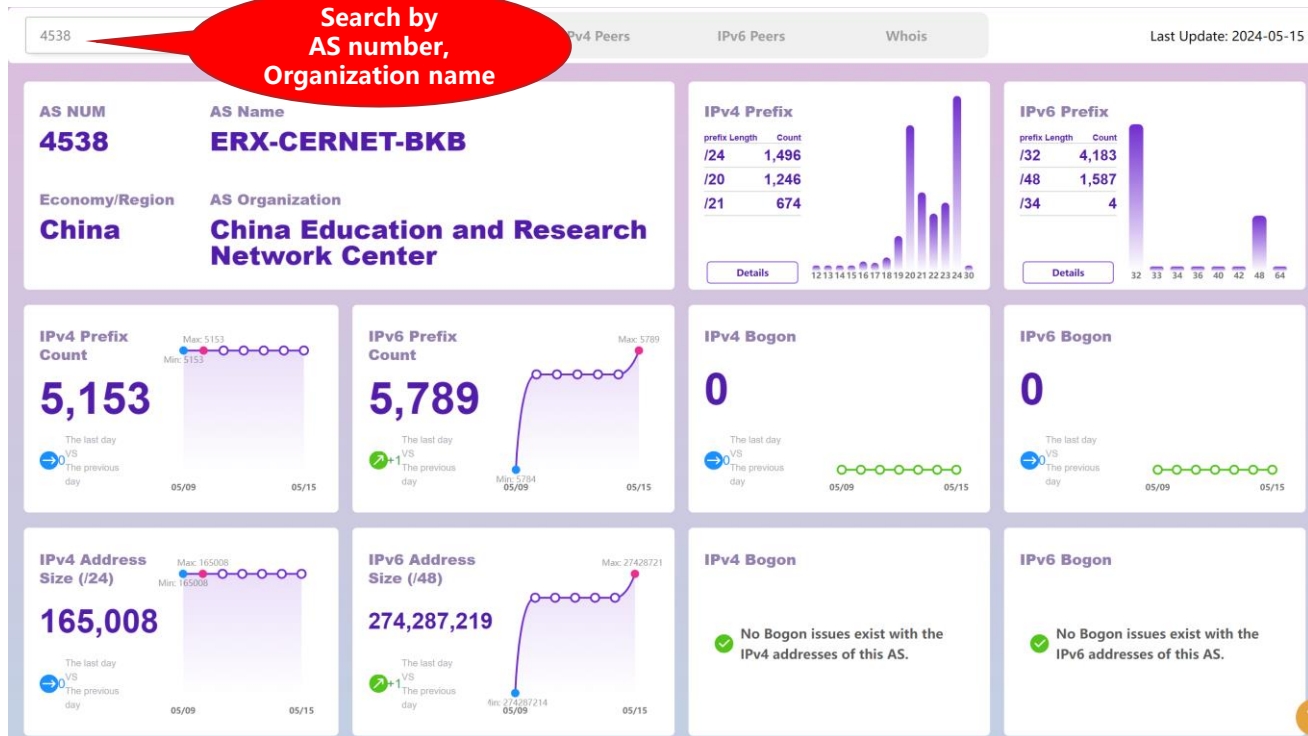 4538
Search by
AS number,
Organization name
Pv4 Peers
IPv6 Peers
Whois
Last Update: 2024-05-15
AS NUM
4538
AS Name
ERX-CERNET-BKB
Economy/Region
China
AS Organization
China Education and Research
Network Center
IPv4 Prefix
prefix Length Count
/24 1,496
/20 1,246
/21 674
Details
12 13 14 15 16 17 18 19 20 21 22 23 24 30
IPv6 Prefix
prefix Length Count
/32 4,183
/48 1,587
/34 4
Details
32 33 34 36 40 42 48 64
IPv4 Prefix
Count
5,153
Max: 5153
Min: 5153
0
The last day
VS
The previous
day
05/09 05/15
IPv6 Prefix
Count
5,789
Max: 5789
Min: 5784
+1
The last day
VS
The previous
day
05/09 05/15
IPv4 Bogon
0
0
The last day
VS
The previous
day
05/09 05/15
IPv6 Bogon
0
0
The last day
VS
The previous
day
05/09 05/15
IPv4 Address
Size (/24)
165,008
Max: 165008
Min: 165008
0
The last day
VS
The previous
day
05/09 05/15
IPv6 Address
Size (/48)
274,287,219
Max: 27428721
Min: 274287214
+1
The last day
VS
The previous
day
05/09 05/15
IPv4 Bogon
No Bogon issues exist with the
IPv4 addresses of this AS.
IPv6 Bogon
No Bogon issues exist with the
IPv6 addresses of this AS.